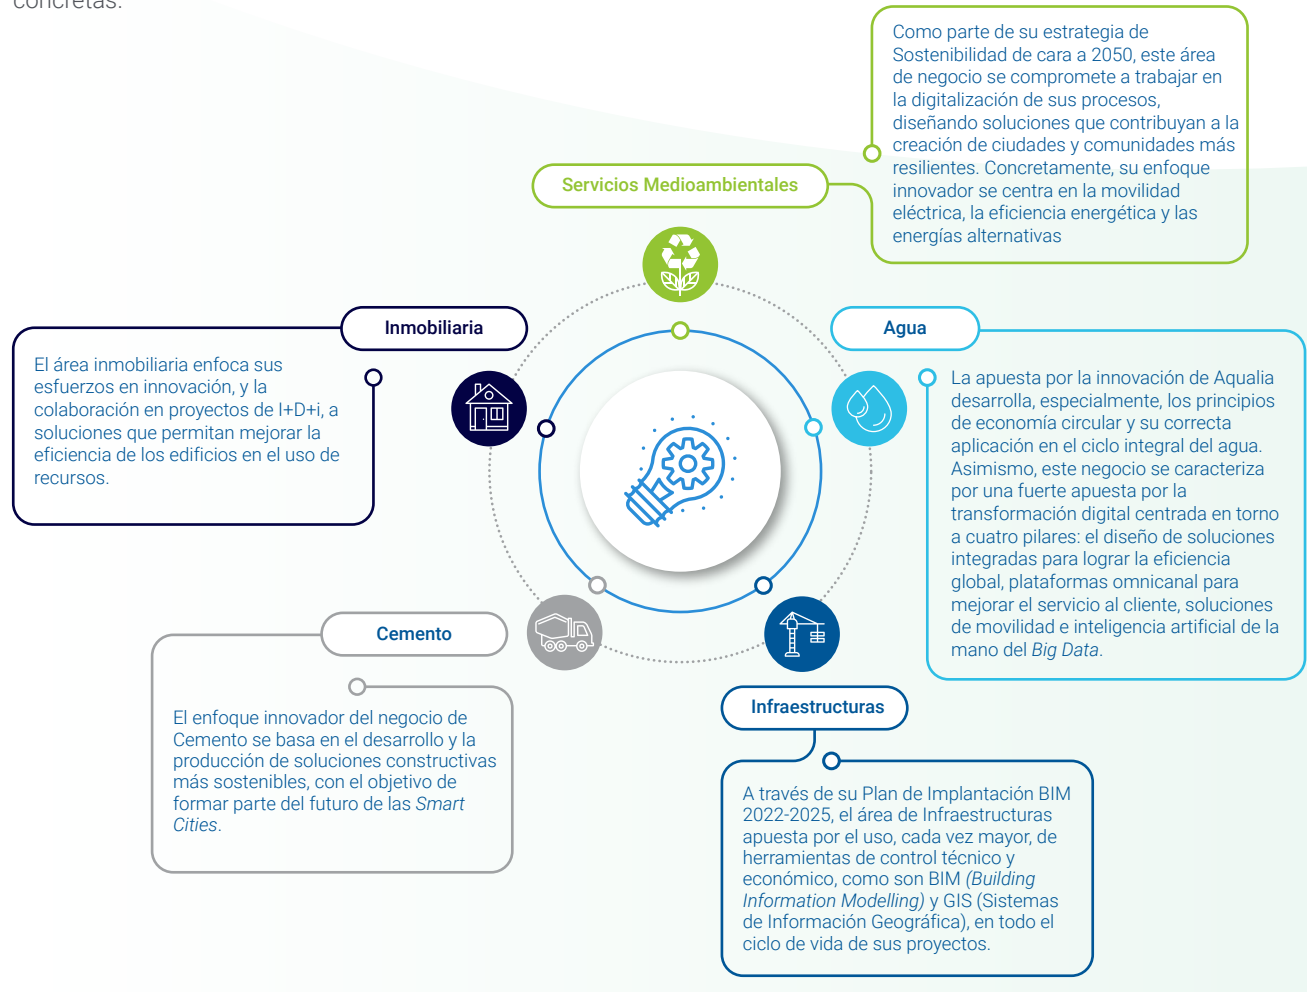 concretas.
Como parte de su estrategia de
Sostenibilidad de cara a 2050, este área
de negocio se compromete a trabajar en
la digitalización de sus procesos,
diseñando soluciones que contribuyan a la
creación de ciudades y comunidades más
resilientes. Concretamente, su enfoque
innovador se centra en la movilidad
eléctrica, la eficiencia energética y las
energías alternativas
Servicios Medioambientales
Inmobiliaria
El área inmobiliaria enfoca sus
esfuerzos en innovación, y la
colaboración en proyectos de I+D+i, a
soluciones que permitan mejorar la
eficiencia de los edificios en el uso de
recursos.
Agua
La apuesta por la innovación de Aqualia
desarrolla, especialmente, los principios
de economía circular y su correcta
aplicación en el ciclo integral del agua.
Asimismo, este negocio se caracteriza
por una fuerte apuesta por la
transformación digital centrada en torno
a cuatro pilares: el diseño de soluciones
integradas para lograr la eficiencia
global, plataformas omnicanal para
mejorar el servicio al cliente, soluciones
de movilidad e inteligencia artificial de la
mano del Big Data.
Cemento
El enfoque innovador del negocio de
Cemento se basa en el desarrollo y la
producción de soluciones constructivas
más sostenibles, con el objetivo de
formar parte del futuro de las Smart
Cities.
Infraestructuras
A través de su Plan de Implantación BIM
2022-2025, el área de Infraestructuras
apuesta por el uso, cada vez mayor, de
herramientas de control técnico y
económico, como son BIM (Building
Information Modelling) y GIS (Sistemas
de Información Geográfica), en todo el
ciclo de vida de sus proyectos.